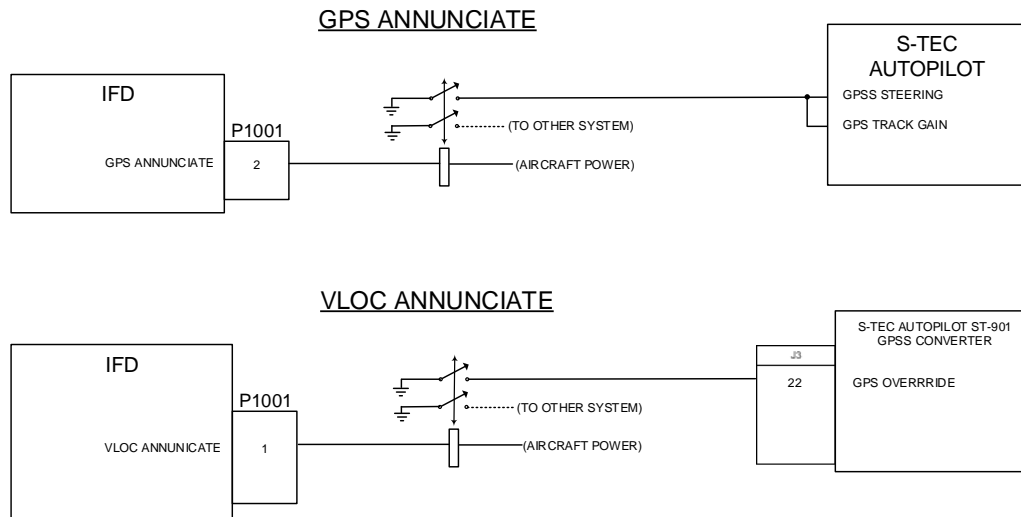 GPS ANNUNCIATE
IFD
P1001
GPS ANNUNCIATE
2
(TO OTHER SYSTEM)
(AIRCRAFT POWER)
S-TEC
AUTOPILOT
GPSS STEERING
GPS TRACK GAIN
VLOC ANNUNCIATE
IFD
P1001
VLOC ANNUNICATE
1
(TO OTHER SYSTEM)
(AIRCRAFT POWER)
S-TEC AUTOPILOT ST-901
GPSS CONVERTER
J3
22
GPS OVERRRIDE